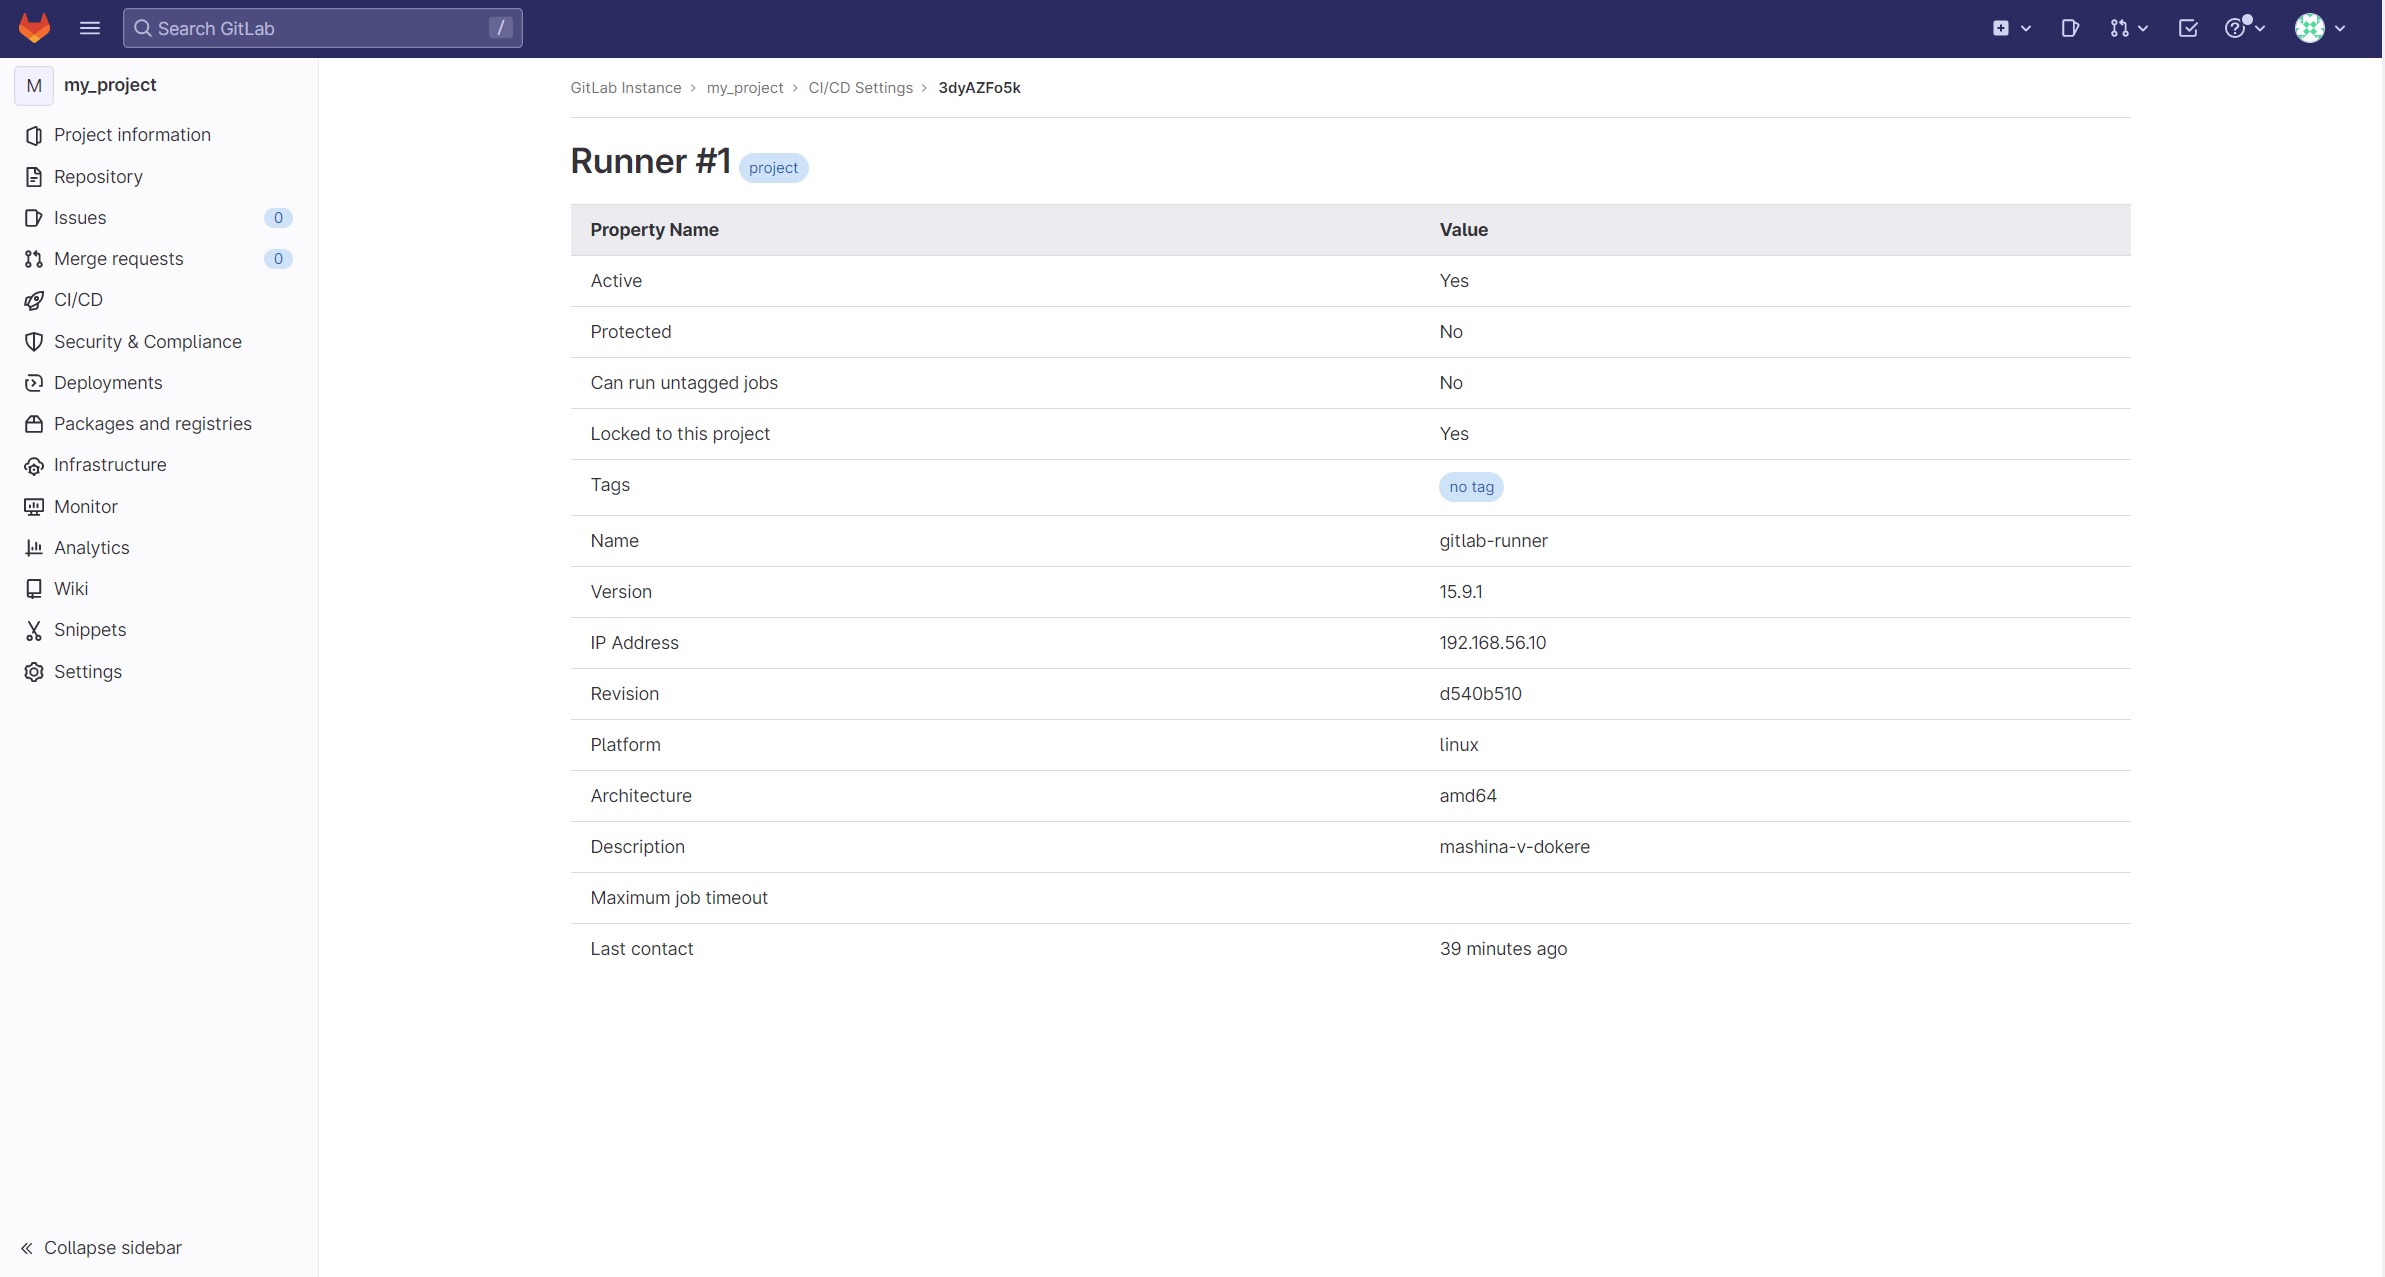 Search GitLab /
M my_project
Project information
Repository
Issues 0
Merge requests 0
CI/CD
Security & Compliance
Deployments
Packages and registries
Infrastructure
Monitor
Analytics
Wiki
Snippets
Settings
Collapse sidebar
GitLab Instance › my_project › CI/CD Settings › 3dyAZFo5k
Runner #1 project
Property Name Value
Active Yes
Protected No
Can run untagged jobs No
Locked to this project Yes
Tags no tag
Name gitlab-runner
Version 15.9.1
IP Address 192.168.56.10
Revision d540b510
Platform linux
Architecture amd64
Description mashina-v-dokere
Maximum job timeout
Last contact 39 minutes ago